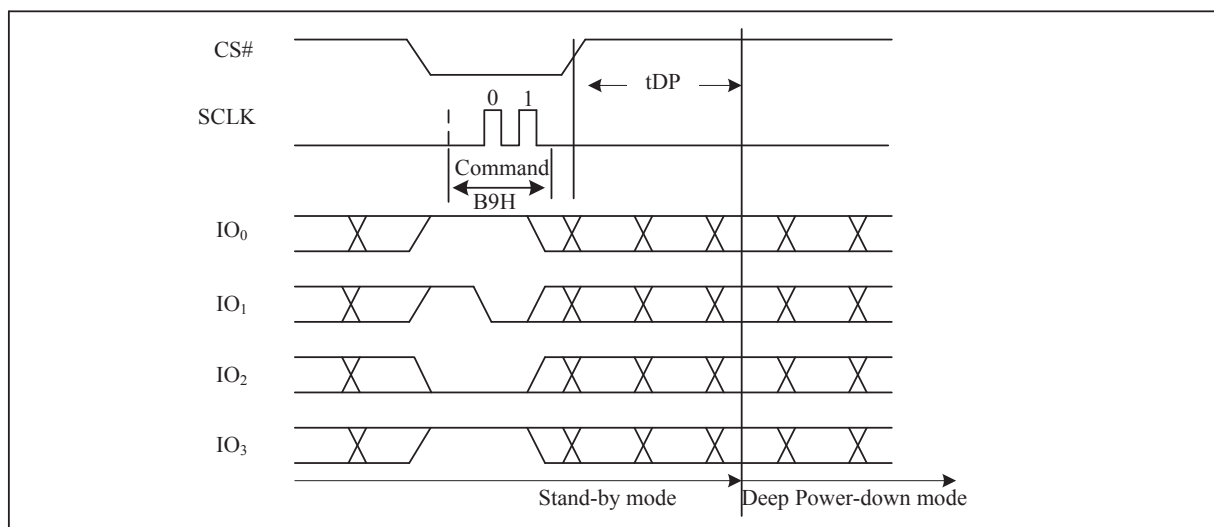 CS#
tDP
SCLK
0 1
Command
B9H
IO₀
IO₁
IO₂
IO₃
Stand-by mode Deep Power-down mode